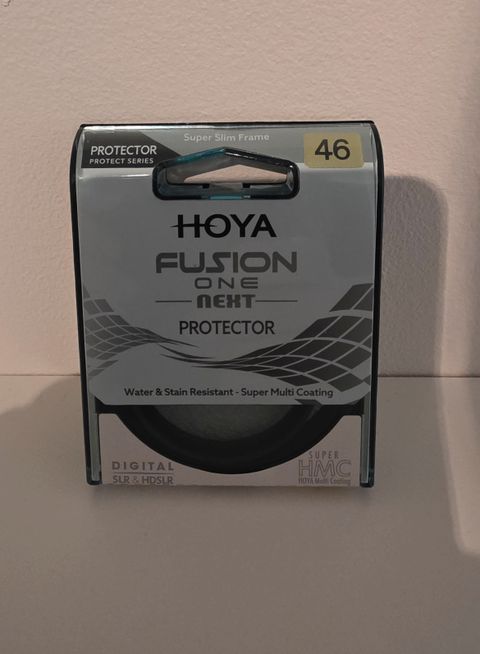 Super Slim Frame
PROTECTOR
PROTECT SERIES
46
HOYA
FUSION
ONE
NEXT
PROTECTOR
Water & Stain Resistant - Super Multi Coating
DIGITAL
SLR & HDSLR
SUPER
HMC
HOYA Multi Coating